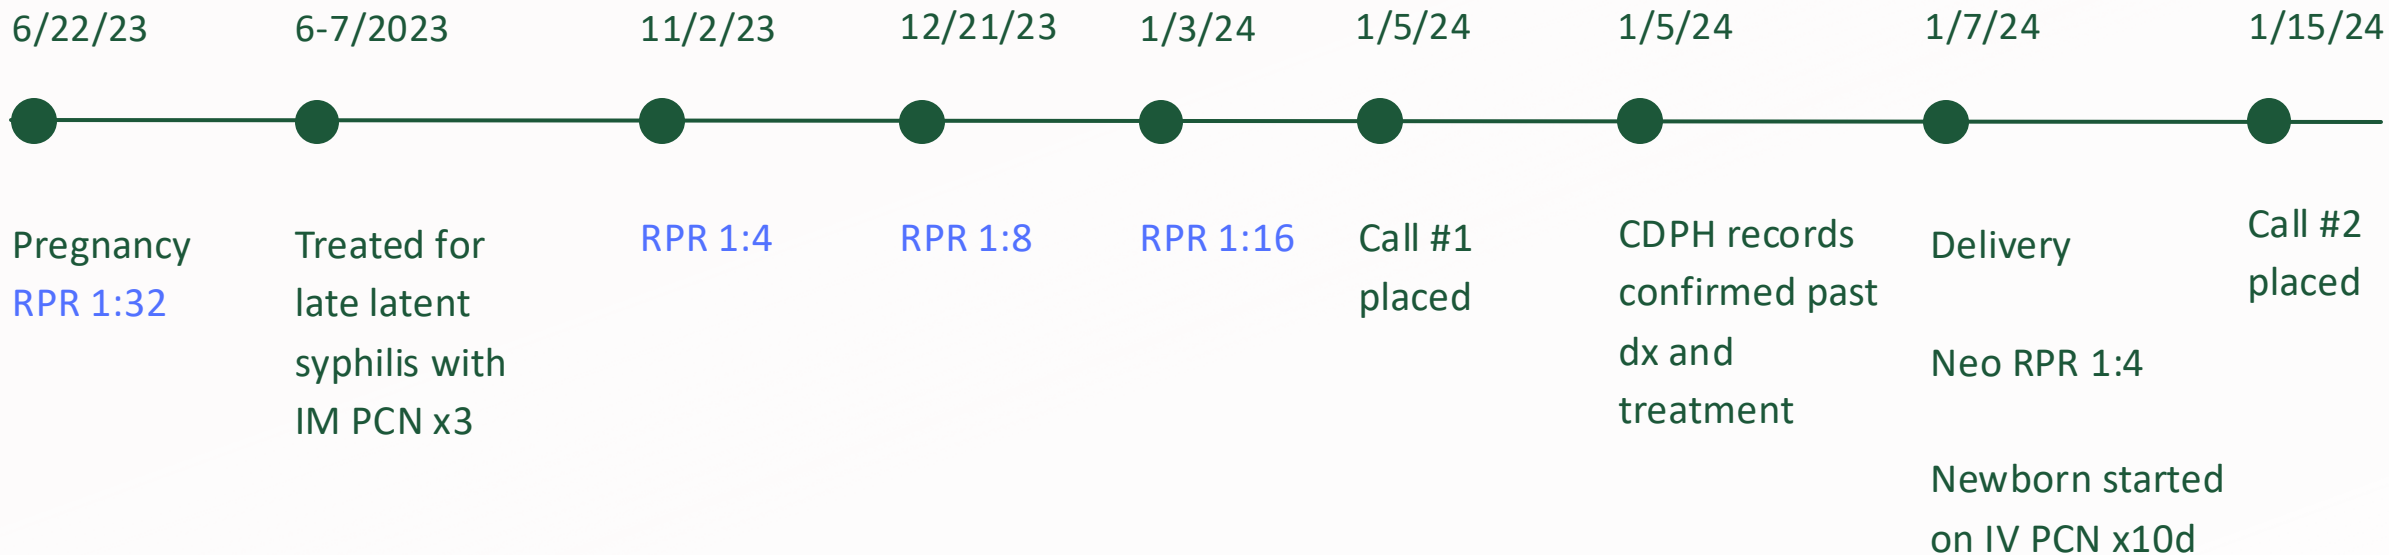 6/22/23
6-7/2023
11/2/23
12/21/23
1/3/24
1/5/24
1/5/24
1/7/24
1/15/24
Pregnancy
RPR 1:32
Treated for
late latent
syphilis with
IM PCN x3
RPR 1:4
RPR 1:8
RPR 1:16
Call #1
placed
CDPH records
confirmed past
dx and
treatment
Delivery
Neo RPR 1:4
Newborn started
on IV PCN x10d
Call #2
placed